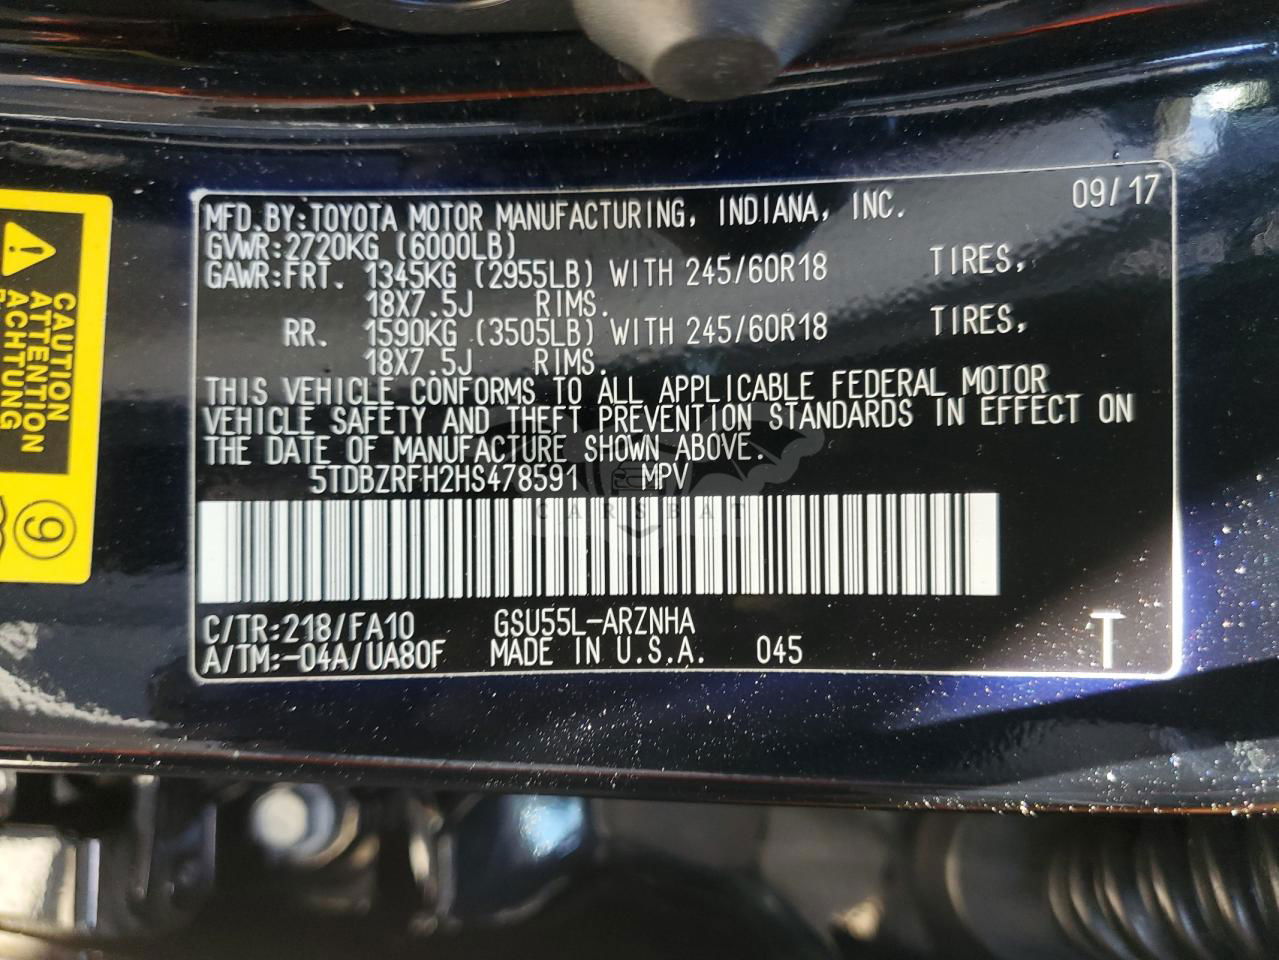 MFD.BY:TOYOTA MOTOR MANUFACTURING, INDIANA, INC. 09/17
GVWR:2720KG (6000LB)
GAWR:FRT. 1345KG (2955LB) WITH 245/60R18 TIRES,
18X7.5J RIMS.
RR. 1590KG (3505LB) WITH 245/60R18 TIRES,
18X7.5J RIMS.
THIS VEHICLE CONFORMS TO ALL APPLICABLE FEDERAL MOTOR
VEHICLE SAFETY AND THEFT PREVENTION STANDARDS IN EFFECT ON
THE DATE OF MANUFACTURE SHOWN ABOVE.
5TDBZRFH2HS478591 MPV
CARSBAT
C/TR:218/FA10 GSU55L-ARZNHA
A/TM:-04A/UA80F MADE IN U.S.A. 045 T
CAUTION
ATTENTION
ACHTUNG
9